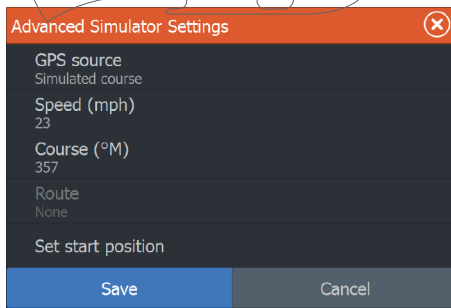 Advanced Simulator Settings
GPS source
Simulated course
Speed (mph)
23
Course (°M)
357
Route
None
Set start position
Save
Cancel